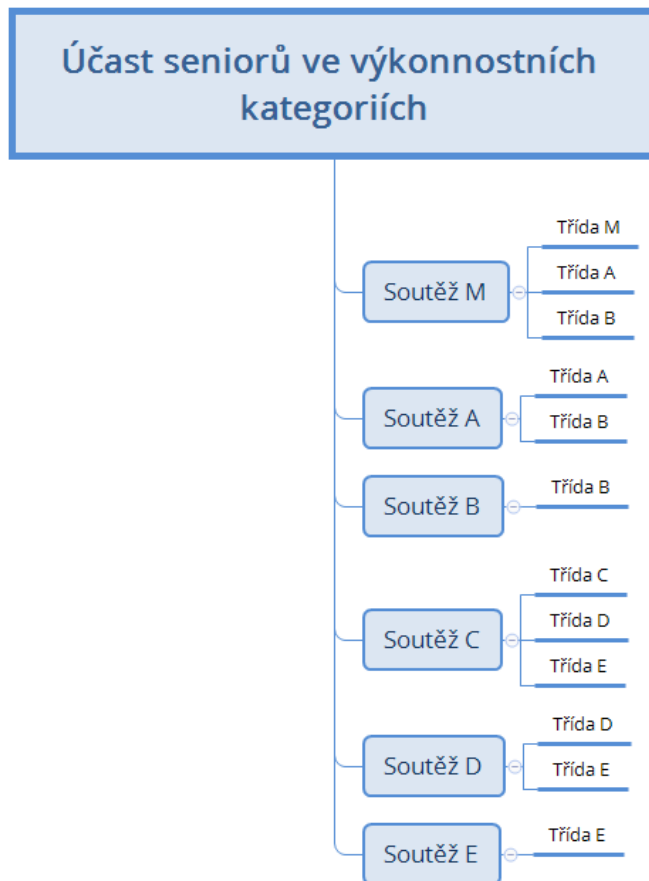 Účast seniorů ve výkonnostních
kategoriích
Soutěž M
Třída M
Třída A
Třída B
Soutěž A
Třída A
Třída B
Soutěž B
Třída B
Soutěž C
Třída C
Třída D
Třída E
Soutěž D
Třída D
Třída E
Soutěž E
Třída E